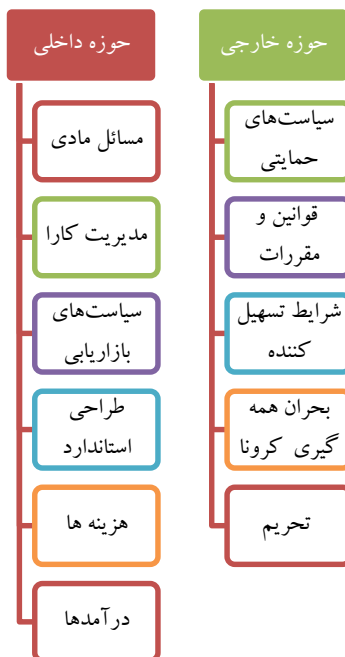 حوزه خارجی
سیاست‌های
حمایتی
قوانین و
مقررات
شرایط تسهیل
کننده
بحران همه
گیری کرونا
تحریم
حوزه داخلی
مسائل مادی
مدیریت کارا
سیاست‌های
بازاریابی
طراحی
استاندارد
هزینه ها
درآمدها